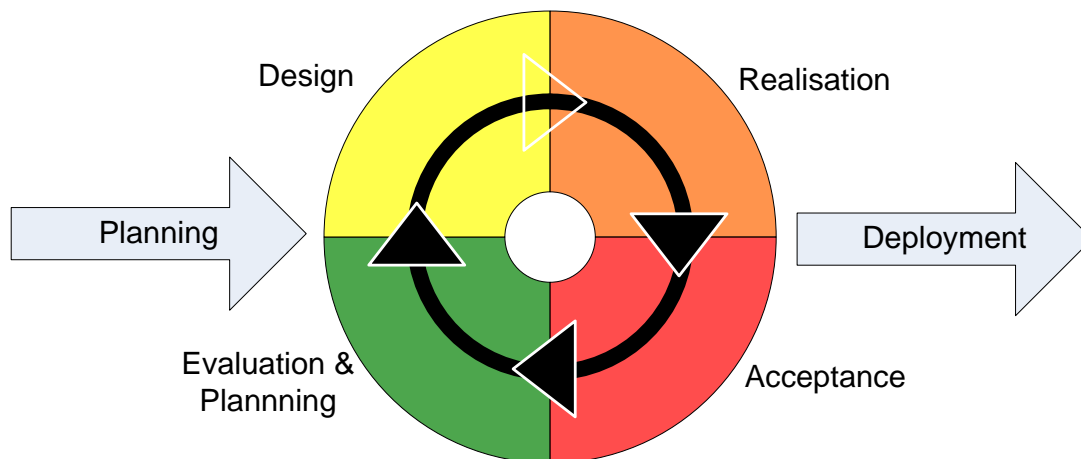 Design
Realisation
Planning
Deployment
Evaluation &
Plannning
Acceptance